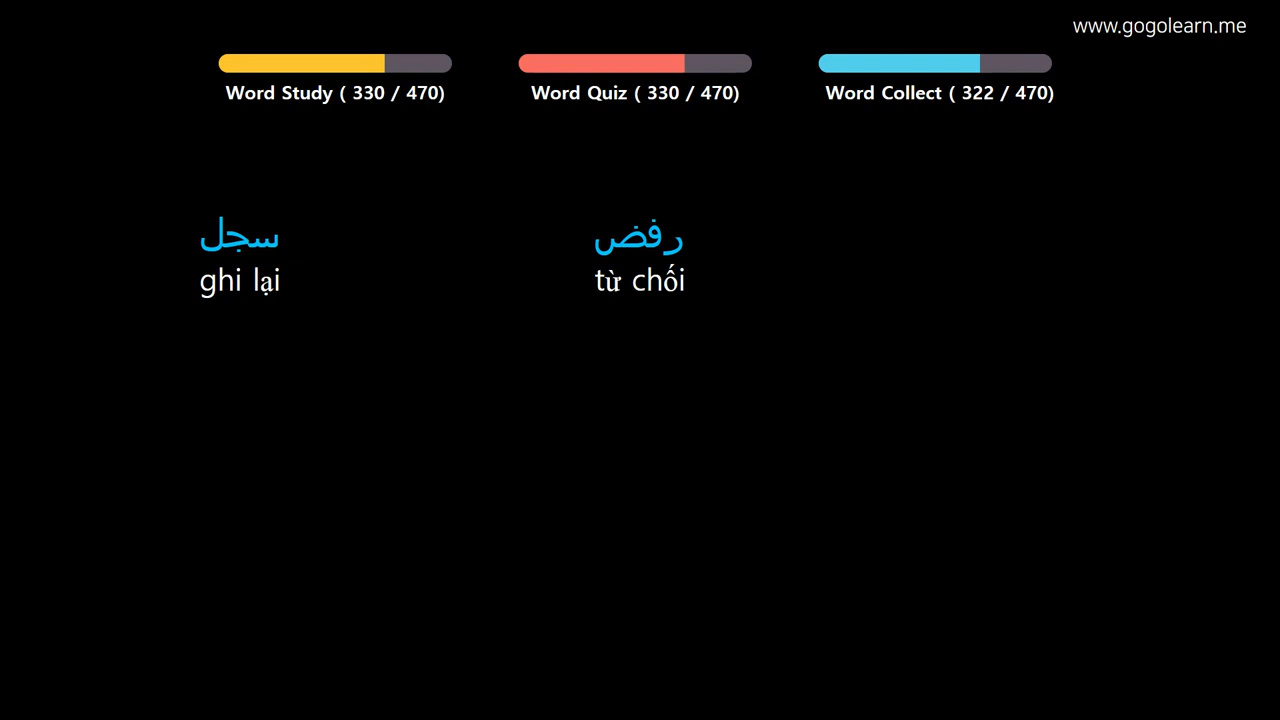 www.gogolearn.me
Word Study ( 330 / 470)
Word Quiz ( 330 / 470)
Word Collect ( 322 / 470)
سجل
ghi lại
رفض
từ chối